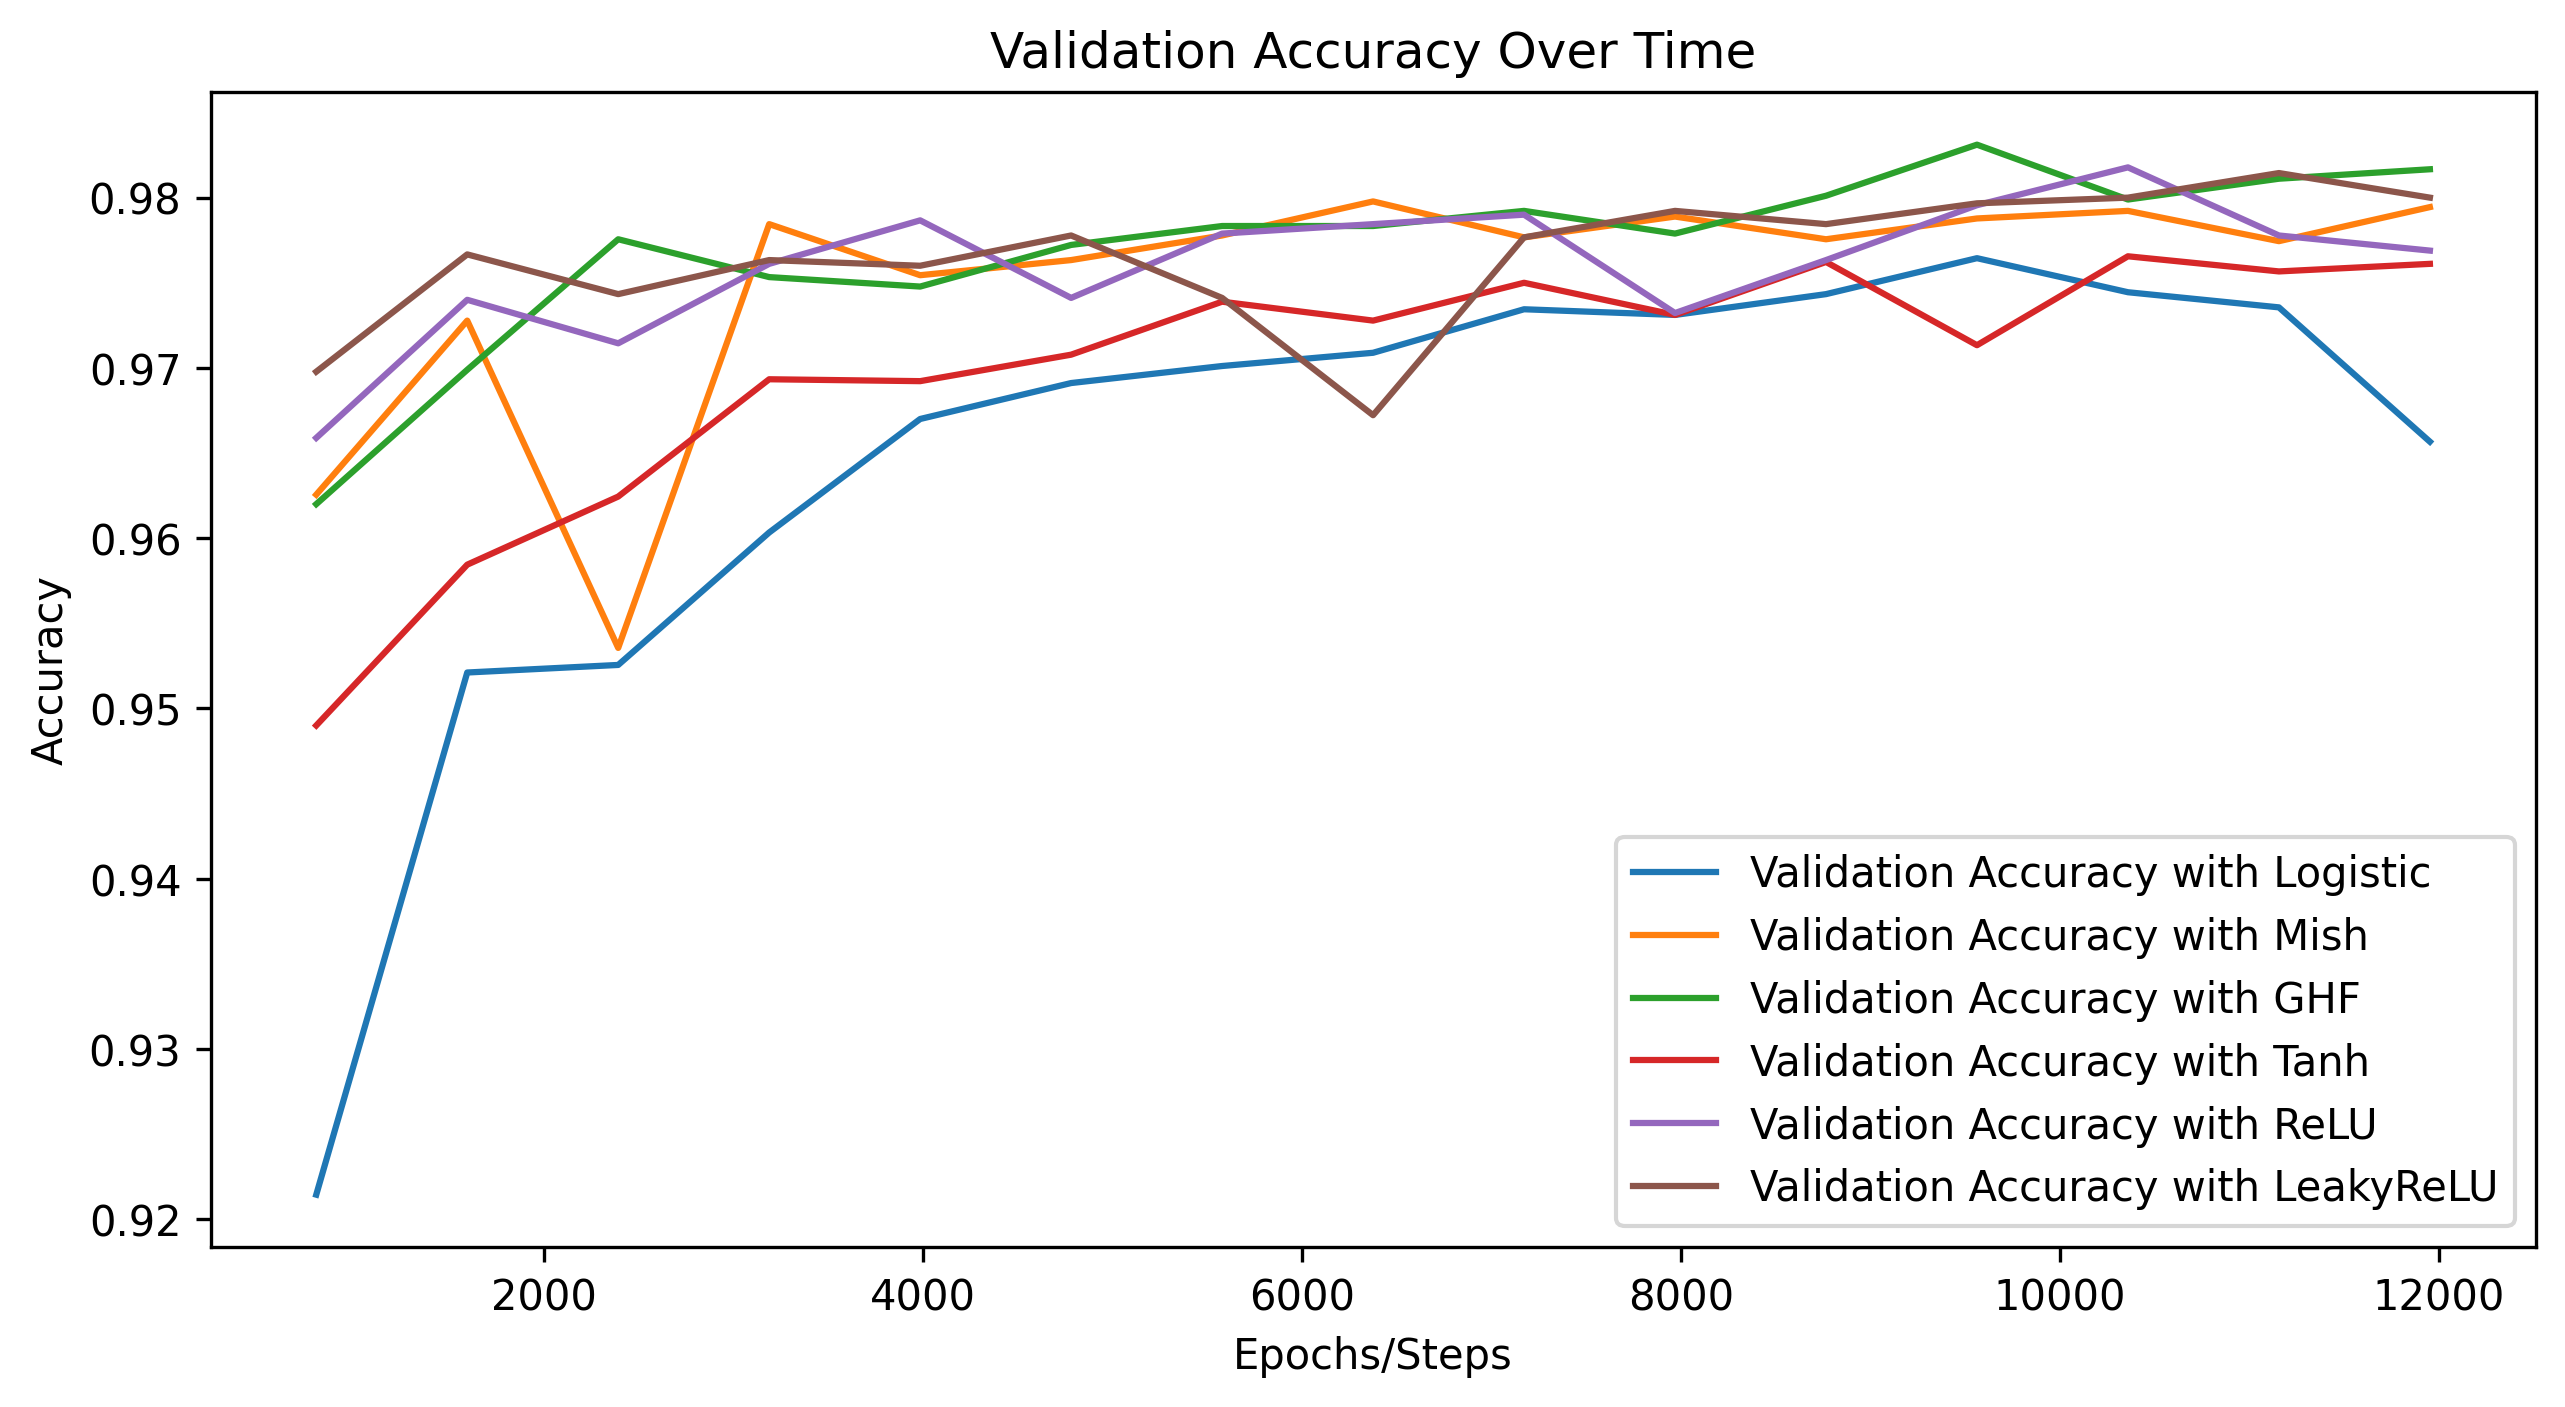 Validation Accuracy Over Time
Accuracy
0.98
0.97
0.96
0.95
0.94
0.93
0.92
2000 4000 6000 8000 10000 12000
Epochs/Steps
Validation Accuracy with Logistic
Validation Accuracy with Mish
Validation Accuracy with GHF
Validation Accuracy with Tanh
Validation Accuracy with ReLU
Validation Accuracy with LeakyReLU